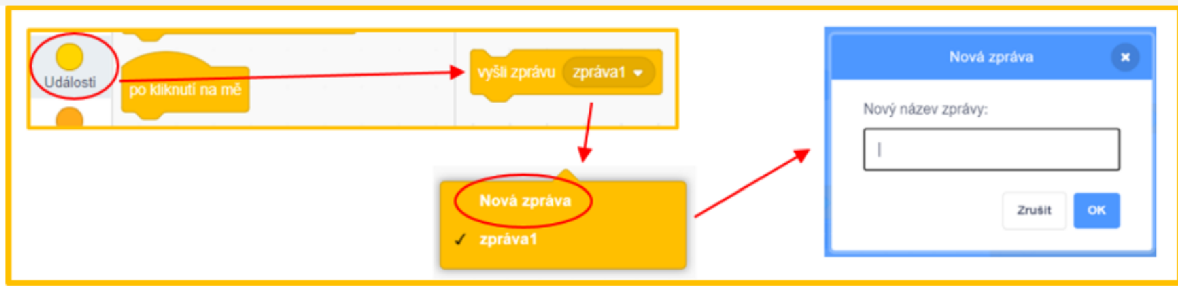 Události
po kliknutí na mě
vyšli zprávu zpráva1
Nová zpráva
✓ zpráva1
Nová zpráva
Nový název zprávy:
Zrušit OK